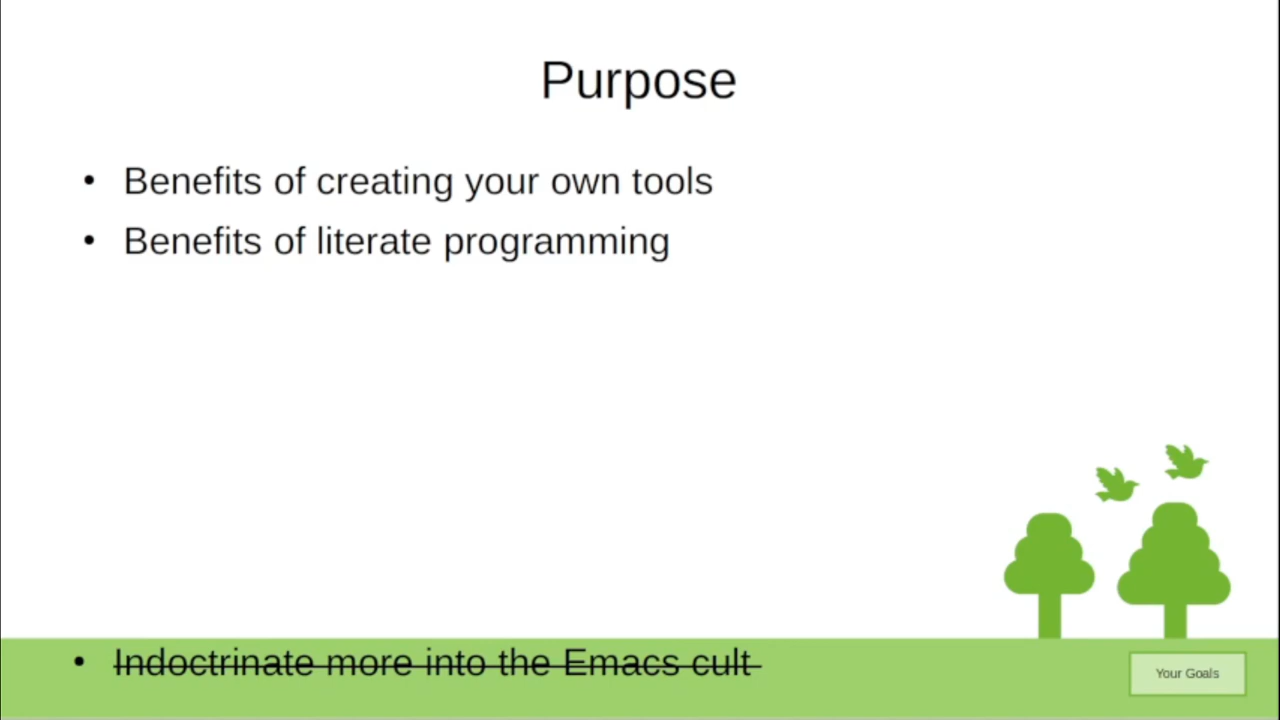 Purpose
• Benefits of creating your own tools
• Benefits of literate programming
• Indoctrinate more into the Emacs cult
Your Goals